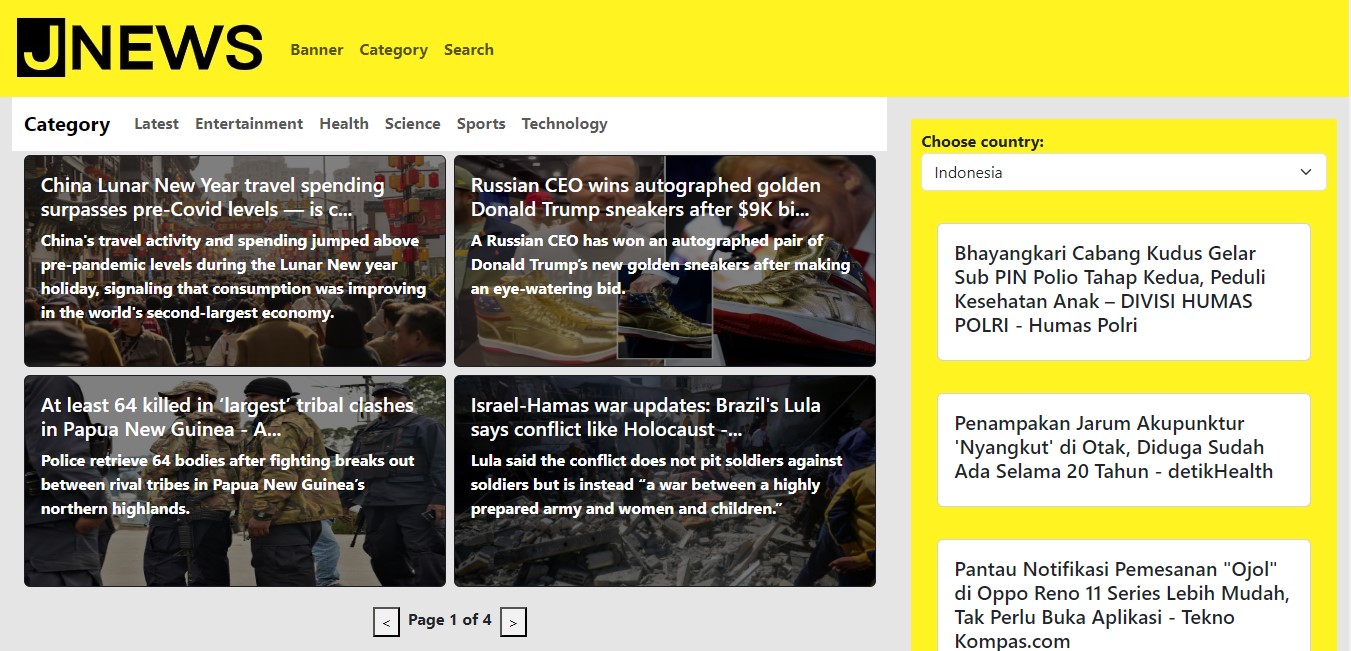 JNEWS
Banner Category Search
Category Latest Entertainment Health Science Sports Technology
China Lunar New Year travel spending
surpasses pre-Covid levels — is c...
China's travel activity and spending jumped above
pre-pandemic levels during the Lunar New year
holiday, signaling that consumption was improving
in the world's second-largest economy.
Russian CEO wins autographed golden
Donald Trump sneakers after $9K bi...
A Russian CEO has won an autographed pair of
Donald Trump’s new golden sneakers after making
an eye-watering bid.
At least 64 killed in ‘largest’ tribal clashes
in Papua New Guinea - A...
Police retrieve 64 bodies after fighting breaks out
between rival tribes in Papua New Guinea’s
northern highlands.
Israel-Hamas war updates: Brazil's Lula
says conflict like Holocaust -...
Lula said the conflict does not pit soldiers against
soldiers but is instead “a war between a highly
prepared army and women and children.”
< Page 1 of 4 >
Choose country:
Indonesia
Bhayangkari Cabang Kudus Gelar
Sub PIN Polio Tahap Kedua, Peduli
Kesehatan Anak – DIVISI HUMAS
POLRI - Humas Polri
Penampakan Jarum Akupunktur
'Nyangkut' di Otak, Diduga Sudah
Ada Selama 20 Tahun - detikHealth
Pantau Notifikasi Pemesanan "Ojol"
di Oppo Reno 11 Series Lebih Mudah,
Tak Perlu Buka Aplikasi - Tekno
Kompas.com